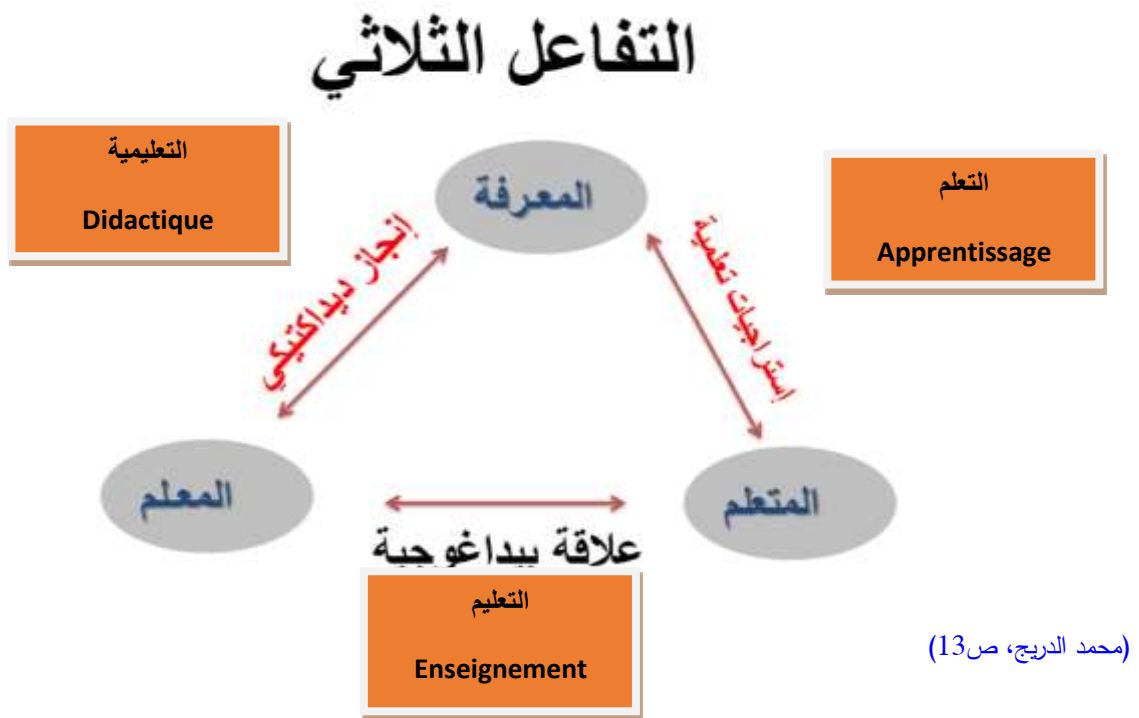 التفاعل الثلاثي
التعليمية
Didactique
المعرفة
التعلم
Apprentissage
إنجاز ديداكتيكي
إستراجيات تعلمية
المعلم
المتعلم
علاقة بيداغوجية
التعليم
Enseignement
(محمد الدريج، ص13)